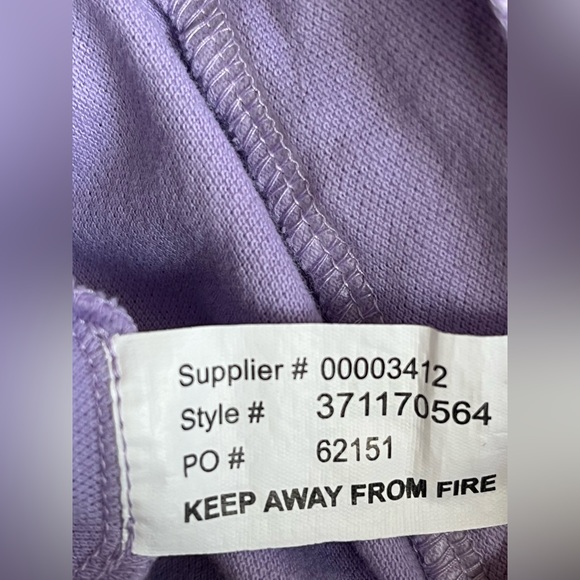 Supplier # 00003412
Style # 371170564
PO # 62151
KEEP AWAY FROM FIRE